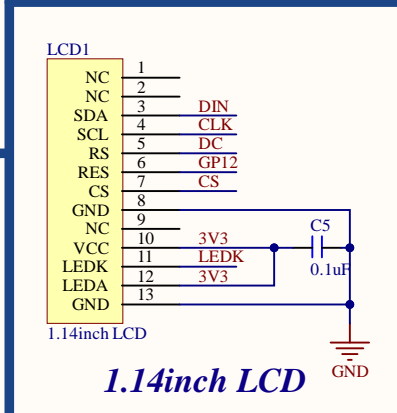 LCD1
NC 1
NC 2
SDA 3 DIN
SCL 4 CLK
RS 5 DC
RES 6 GP12
CS 7 CS
GND 8
NC 9
VCC 10 3V3
LEDK 11 LEDK
LEDA 12 3V3
GND 13
C5
0.1uF
1.14inch LCD
GND
1.14inch LCD